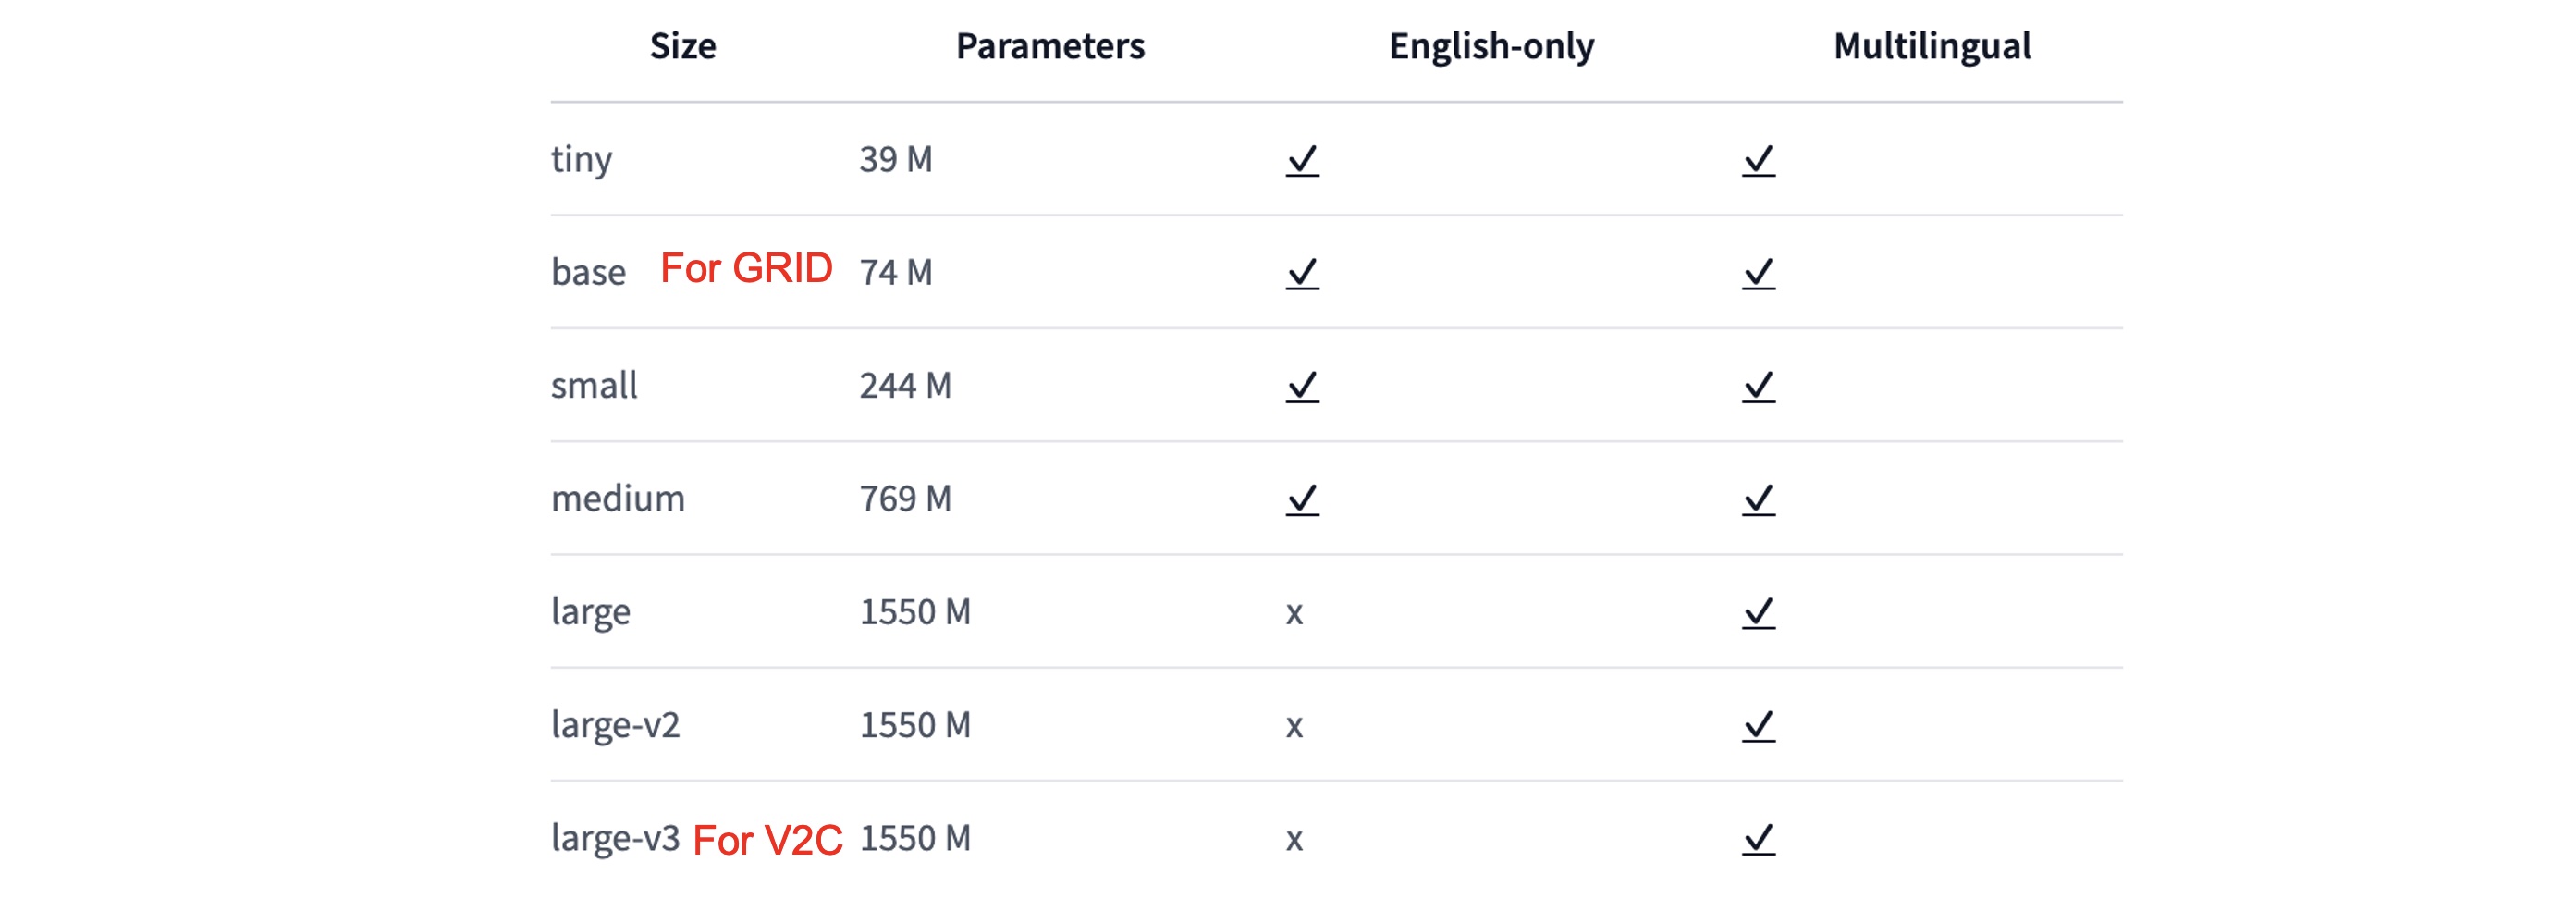 Size Parameters English-only Multilingual
tiny 39 M ✓ ✓
base For GRID 74 M ✓ ✓
small 244 M ✓ ✓
medium 769 M ✓ ✓
large 1550 M x ✓
large-v2 1550 M x ✓
large-v3 For V2C 1550 M x ✓